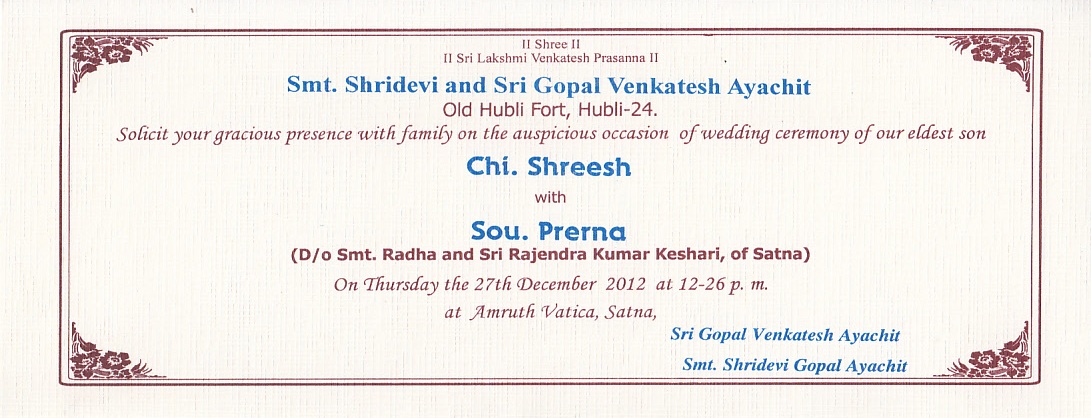 II Shree II
II Sri Lakshmi Venkatesh Prasanna II
Smt. Shridevi and Sri Gopal Venkatesh Ayachit
Old Hubli Fort, Hubli-24.
Solicit your gracious presence with family on the auspicious occasion of wedding ceremony of our eldest son
Chi. Shreesh
with
Sou. Prerna
(D/o Smt. Radha and Sri Rajendra Kumar Keshari, of Satna)
On Thursday the 27th December 2012 at 12-26 p. m.
at Amruth Vatica, Satna,
Sri Gopal Venkatesh Ayachit
Smt. Shridevi Gopal Ayachit